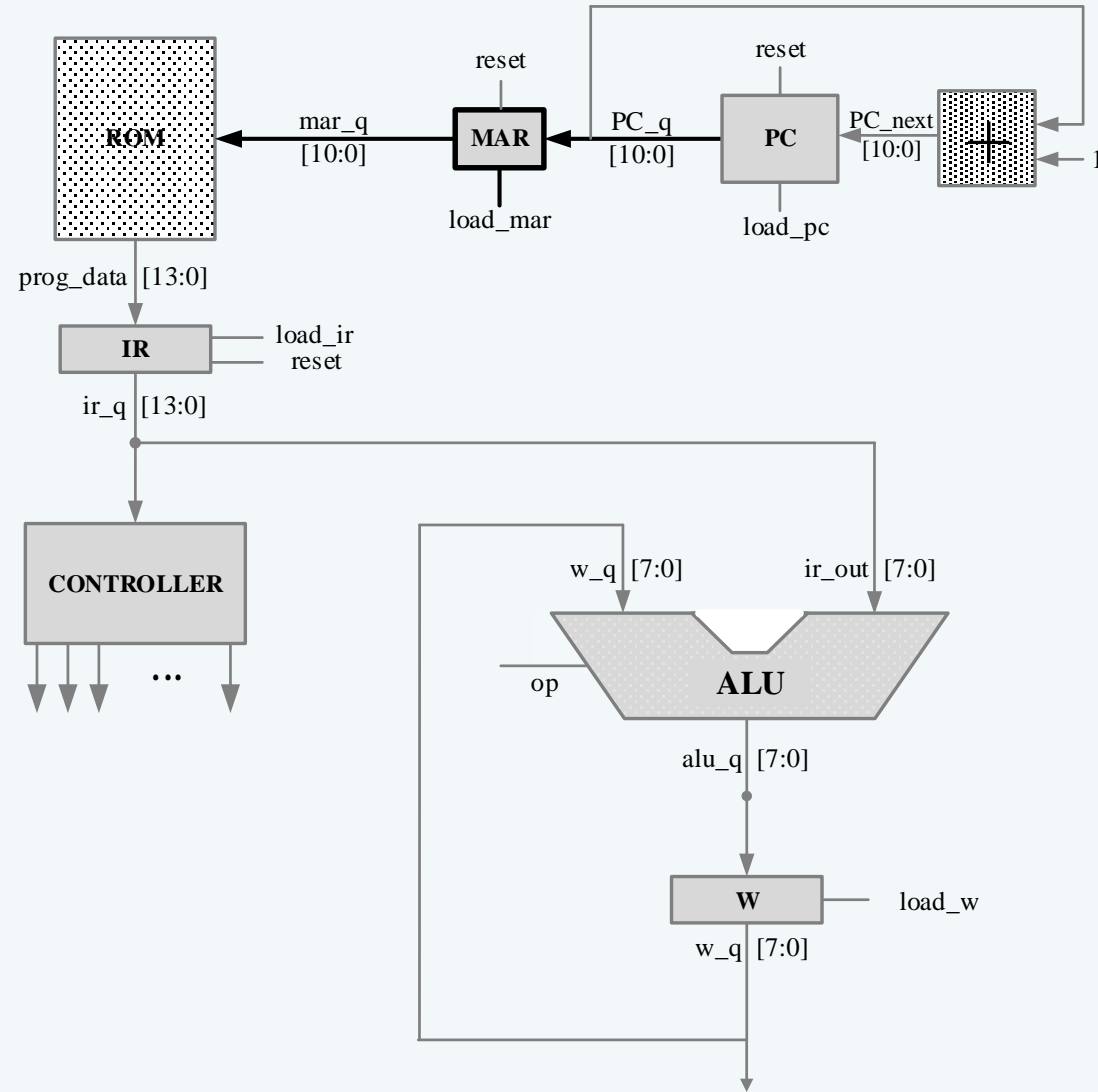 reset
reset
ROM
mar_q
[10:0]
MAR
PC_q
[10:0]
PC
PC_next
[10:0]
+
1
load_mar
load_pc
prog_data [13:0]
IR
load_ir
reset
ir_q [13:0]
CONTROLLER
...
w_q [7:0]
ir_out [7:0]
op
ALU
alu_q [7:0]
W
load_w
w_q [7:0]